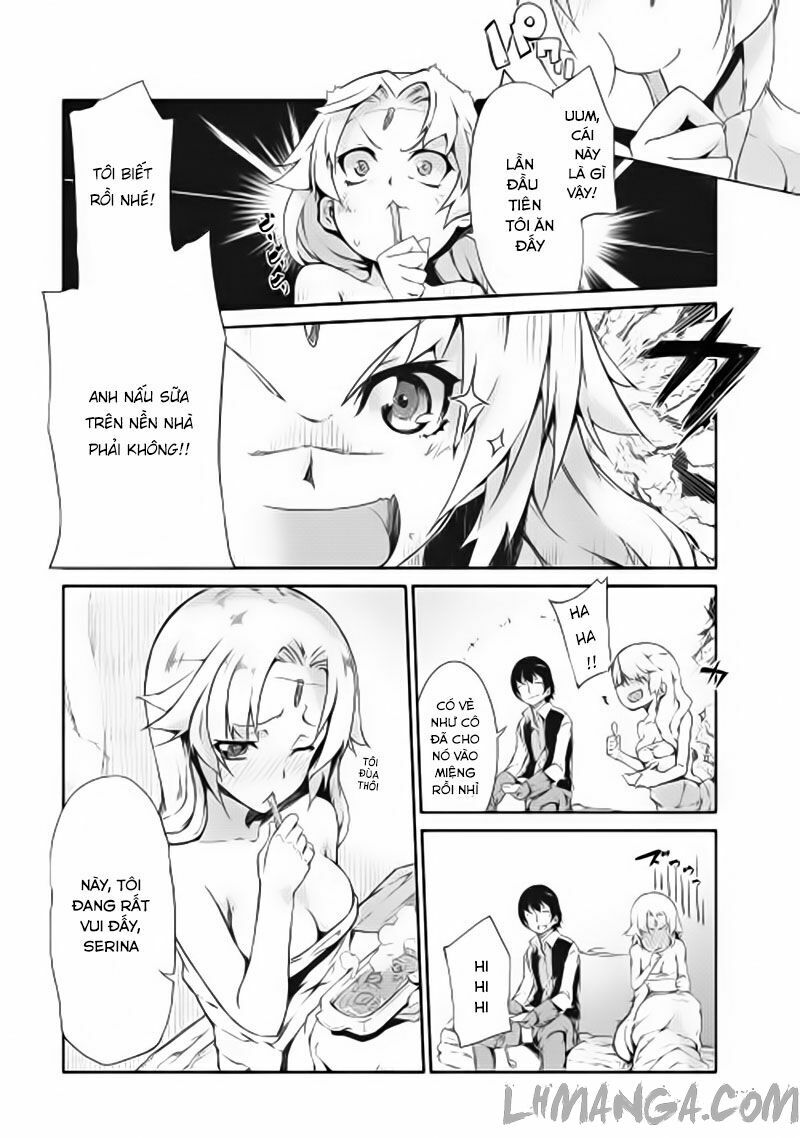 UUM,
CÁI
NÀY
LÀ GÌ
VẬY!
LẦN
ĐẦU
TIÊN
TÔI ĂN
ĐẤY
TÔI BIẾT
RỒI NHÉ!
ANH NẤU SỮA
TRÊN NỀN NHÀ
PHẢI KHÔNG!!
HA
HA
!!
CÓ VẺ
NHƯ CÔ
ĐÃ CHO
NÓ VÀO
MIỆNG
RỒI NHỈ
TÔI
ĐÙA
THÔI
NÀY, TÔI
ĐANG RẤT
VUI ĐẤY,
SERINA
HI
HI
HI
LHMANGA.COM